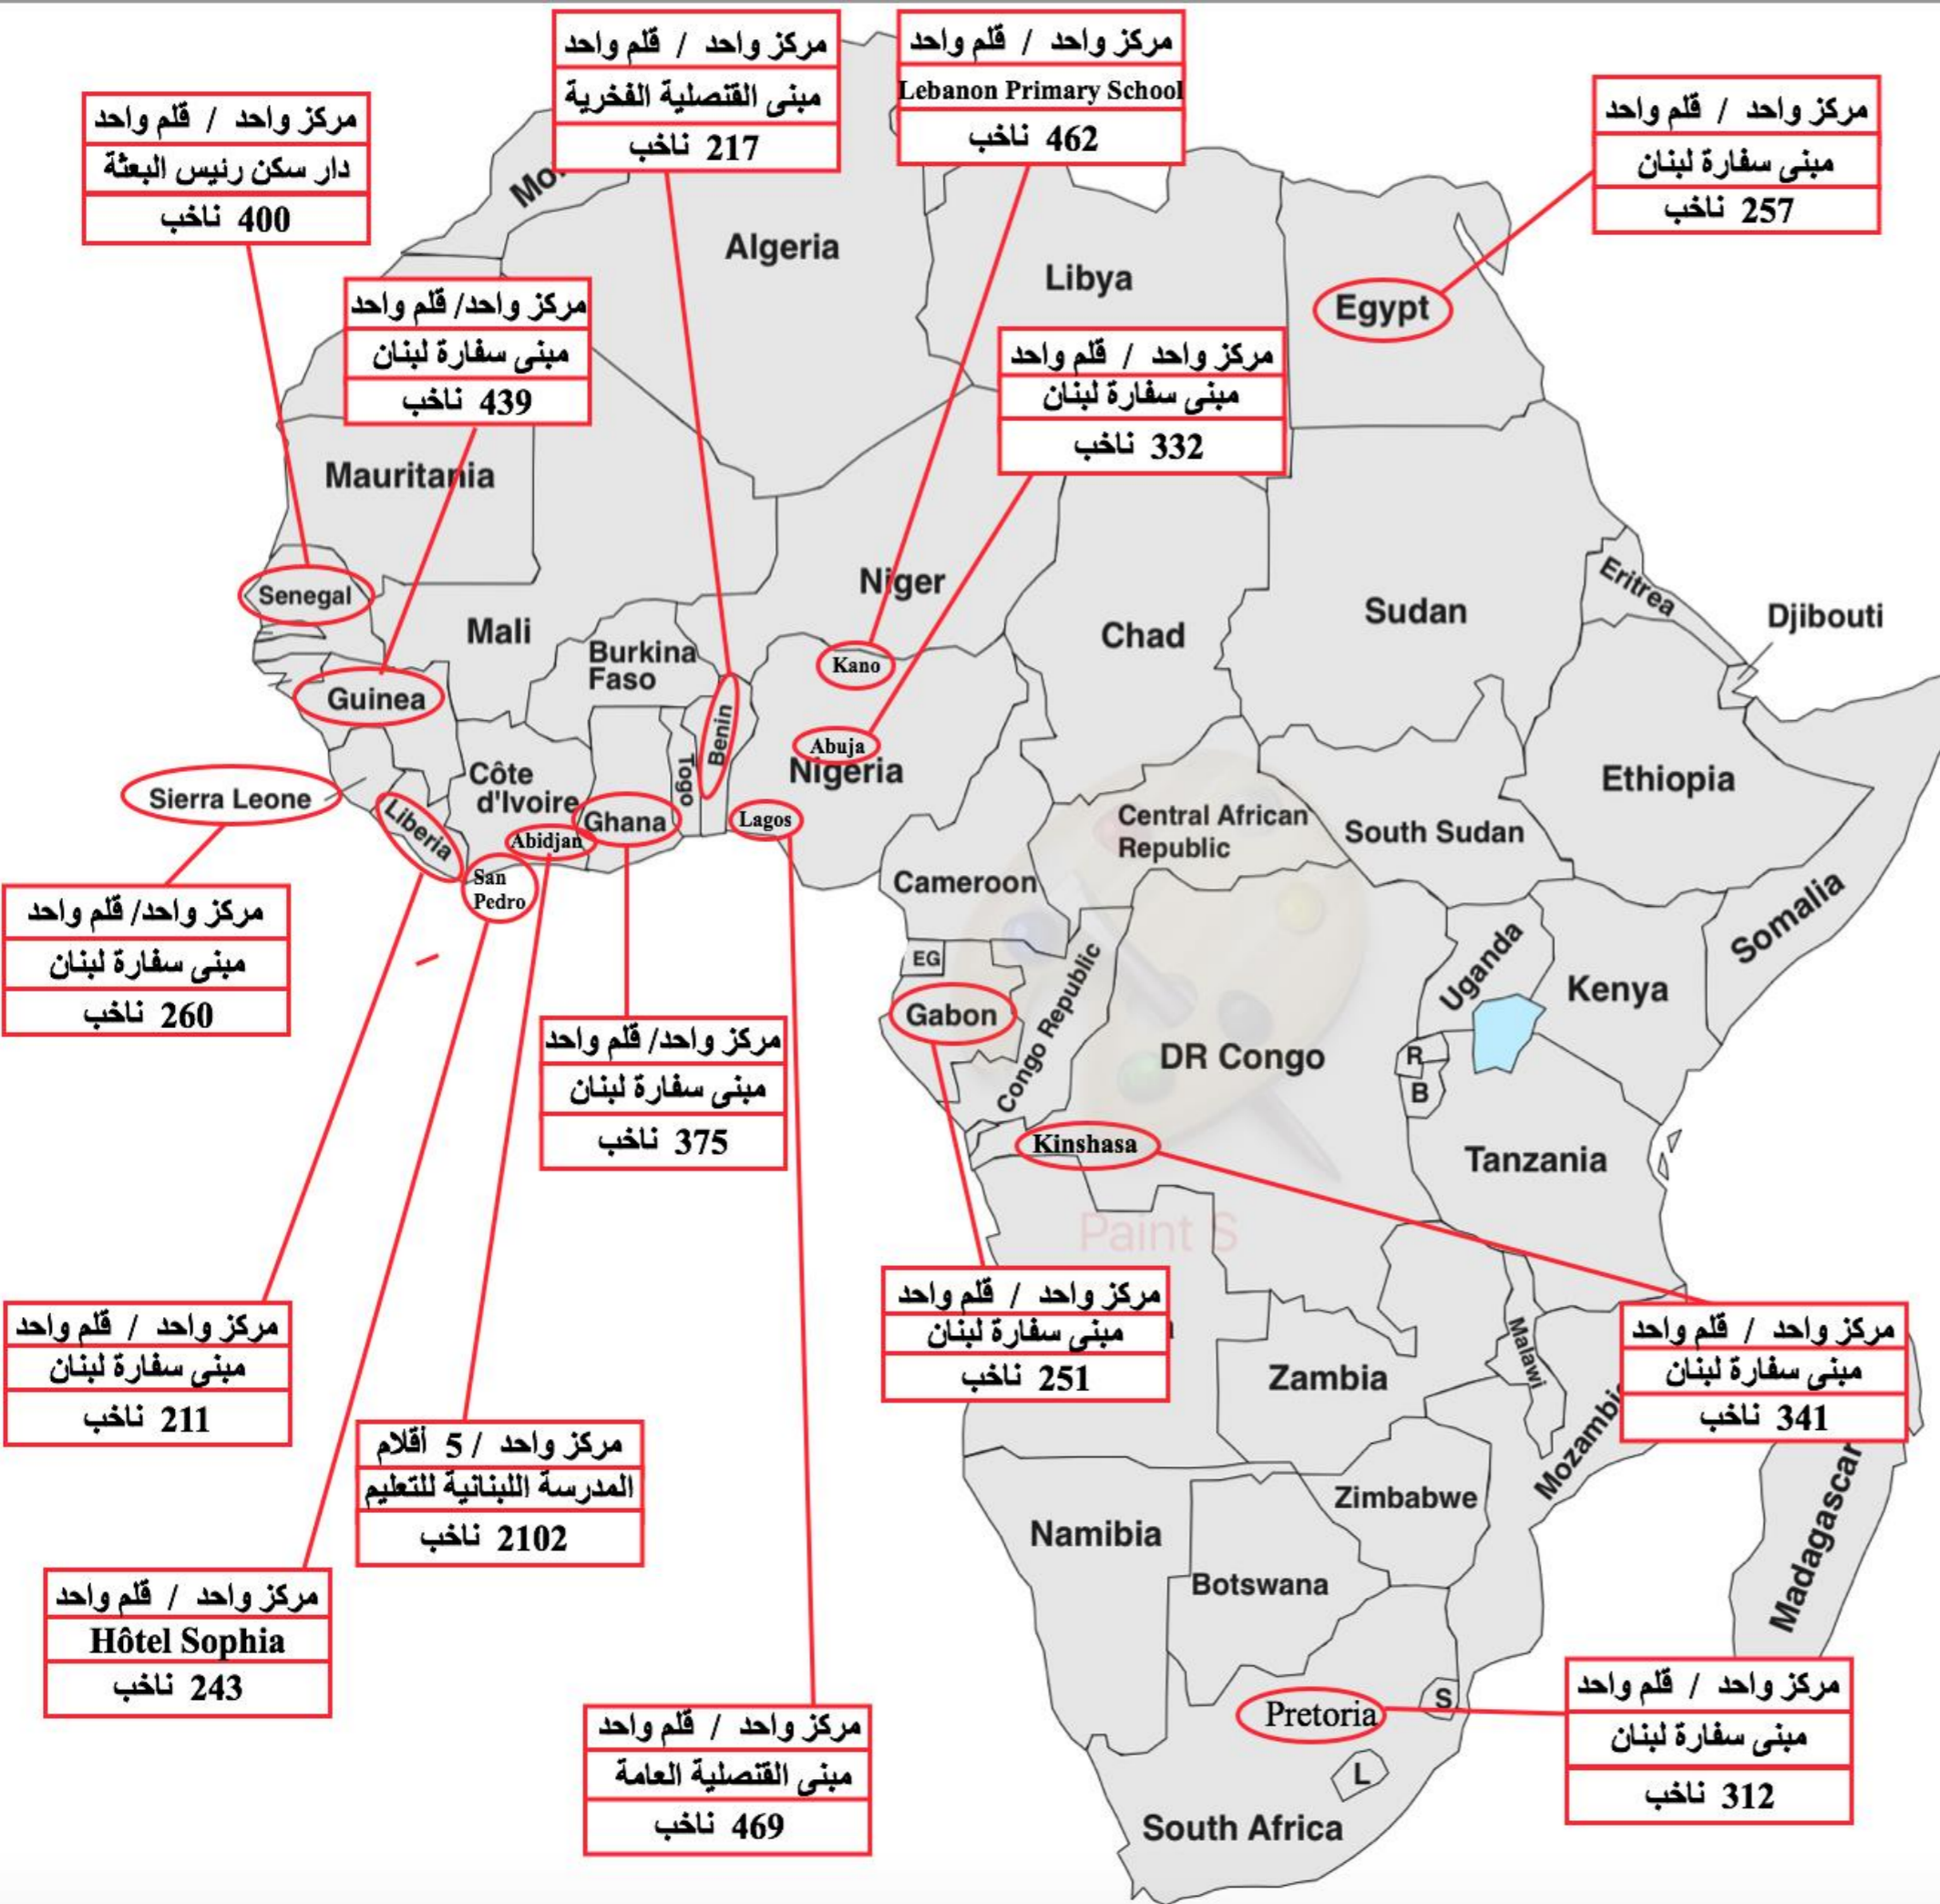 مركز واحد / قلم واحد
مبنى القنصلية الفخرية
217 ناخب
مركز واحد / قلم واحد
Lebanon Primary School
462 ناخب
مركز واحد / قلم واحد
مبنى سفارة لبنان
257 ناخب
مركز واحد / قلم واحد
دار سكن رئيس البعثة
400 ناخب
مركز واحد/ قلم واحد
مبنى سفارة لبنان
439 ناخب
مركز واحد / قلم واحد
مبنى سفارة لبنان
332 ناخب
Algeria
Libya
Egypt
Mauritania
Senegal
Mali
Niger
Chad
Sudan
Eritrea
Djibouti
Burkina
Faso
Kano
Guinea
Benin
Togo
Abuja
Nigeria
Sierra Leone
Liberia
Côte
d'Ivoire
Ghana
Abidjan
Lagos
San
Pedro
Central African
Republic
South Sudan
Ethiopia
Cameroon
Somalia
EG
Gabon
Congo Republic
DR Congo
Uganda
Kenya
R
B
Kinshasa
Tanzania
Paint S
مركز واحد/ قلم واحد
مبنى سفارة لبنان
260 ناخب
مركز واحد/ قلم واحد
مبنى سفارة لبنان
375 ناخب
مركز واحد / قلم واحد
مبنى سفارة لبنان
211 ناخب
مركز واحد / قلم واحد
مبنى سفارة لبنان
251 ناخب
مركز واحد / قلم واحد
مبنى سفارة لبنان
341 ناخب
Zambia
Malawi
Zimbabwe
Namibia
Botswana
Madagascar
مركز واحد / 5 أقلام
المدرسة اللبنانية للتعليم
2102 ناخب
مركز واحد / قلم واحد
Hôtel Sophia
243 ناخب
مركز واحد / قلم واحد
مبنى القنصلية العامة
469 ناخب
Pretoria
S
L
South Africa
مركز واحد / قلم واحد
مبنى سفارة لبنان
312 ناخب